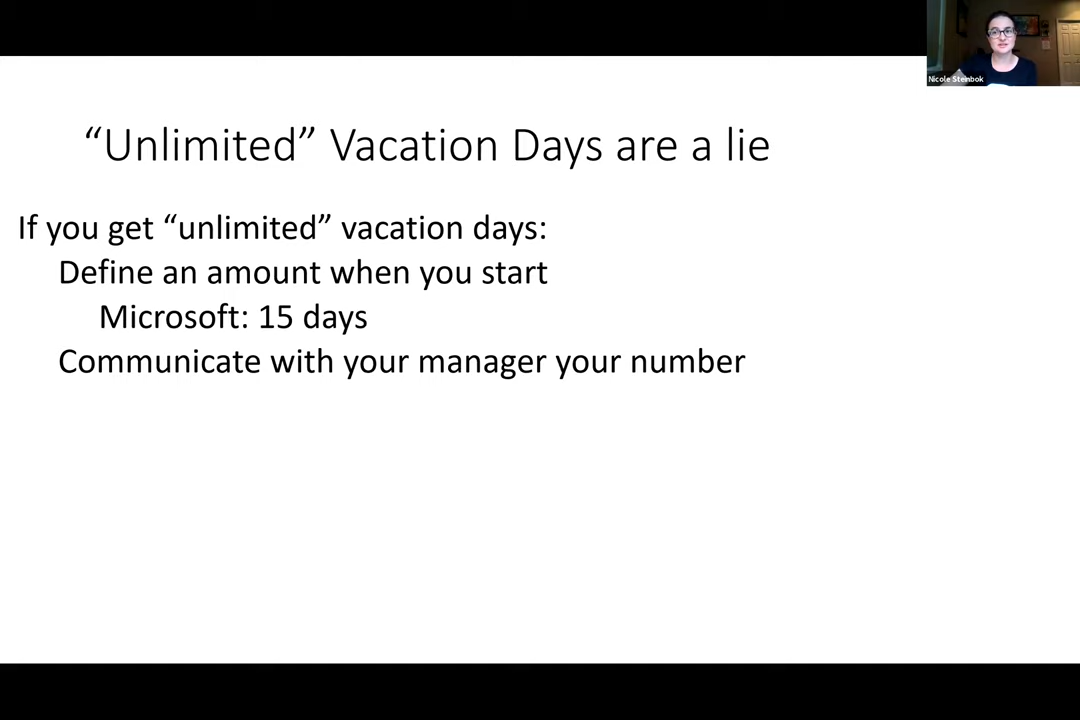 Nicole Steinbok
“Unlimited” Vacation Days are a lie
If you get “unlimited” vacation days:
Define an amount when you start
Microsoft: 15 days
Communicate with your manager your number